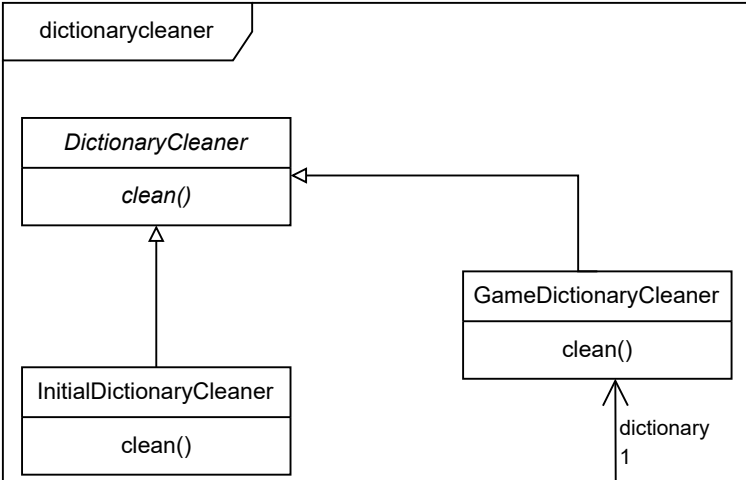 dictionarycleaner
DictionaryCleaner
clean()
GameDictionaryCleaner
clean()
InitialDictionaryCleaner
clean()
dictionary
1